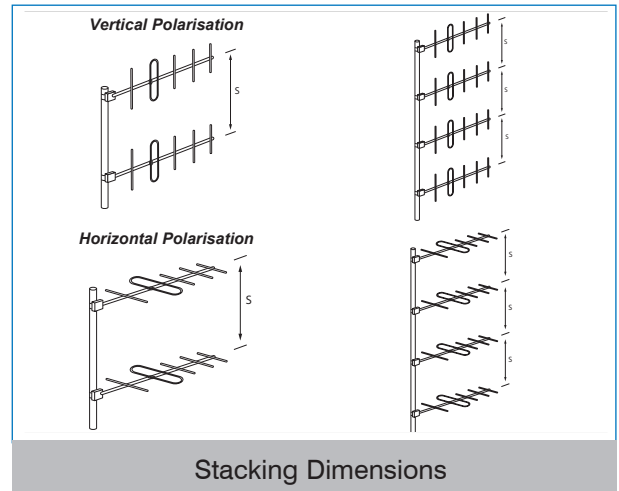 Vertical Polarisation
S
S
S
S
Horizontal Polarisation
S
S
S
S
Stacking Dimensions